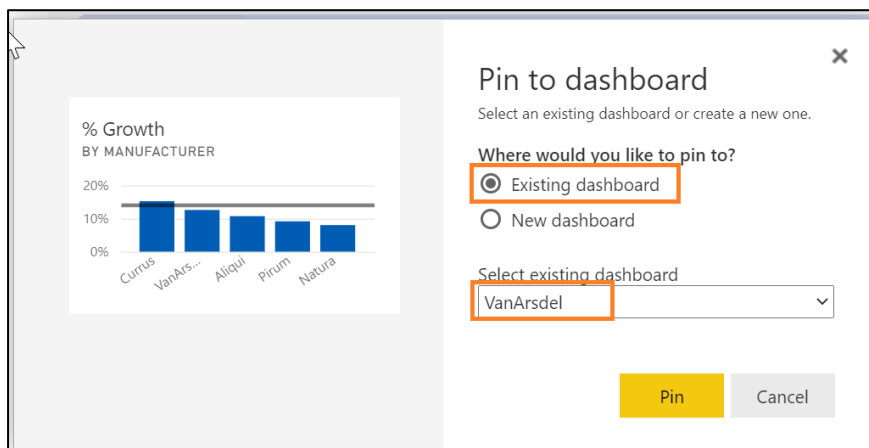 % Growth
BY MANUFACTURER
20%
10%
0%
Currus
VanArs...
Aliqui
Pirum
Natura
Pin to dashboard
Select an existing dashboard or create a new one.
Where would you like to pin to?
Existing dashboard
New dashboard
Select existing dashboard
VanArsdel
Pin
Cancel